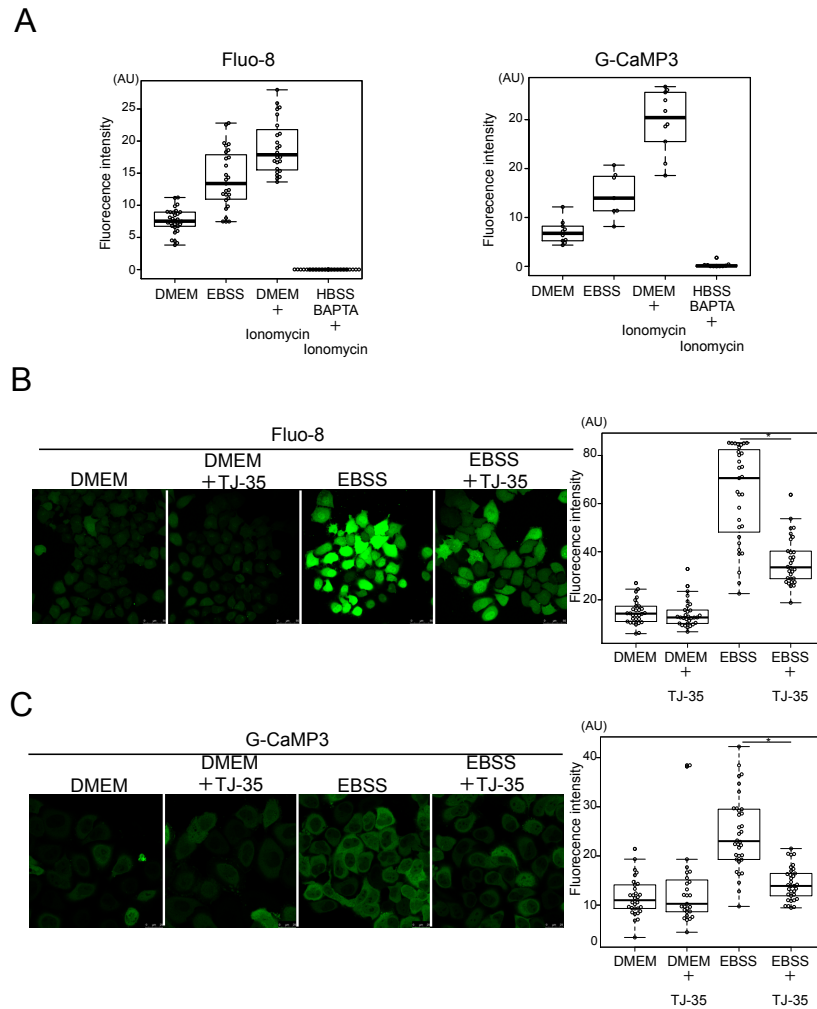 A
Fluo-8
(AU)
Fluorecence intensity
25
20
15
10
5
0
DMEM EBSS DMEM HBSS
+ BAPTA
Ionomycin +
Ionomycin
G-CaMP3
(AU)
Fluorecence intensity
20
20
10
0
DMEM EBSS DMEM HBSS
+ BAPTA
Ionomycin +
Ionomycin
B
Fluo-8
DMEM DMEM +TJ-35 EBSS EBSS +TJ-35
(AU)
Fluorecence intensity
80
60
40
20
*
DMEM DMEM EBSS EBSS
+ +
TJ-35 TJ-35
C
G-CaMP3
DMEM DMEM +TJ-35 EBSS EBSS +TJ-35
(AU)
Fluorecence intensity
40
30
20
10
0
*
DMEM DMEM EBSS EBSS
+ +
TJ-35 TJ-35